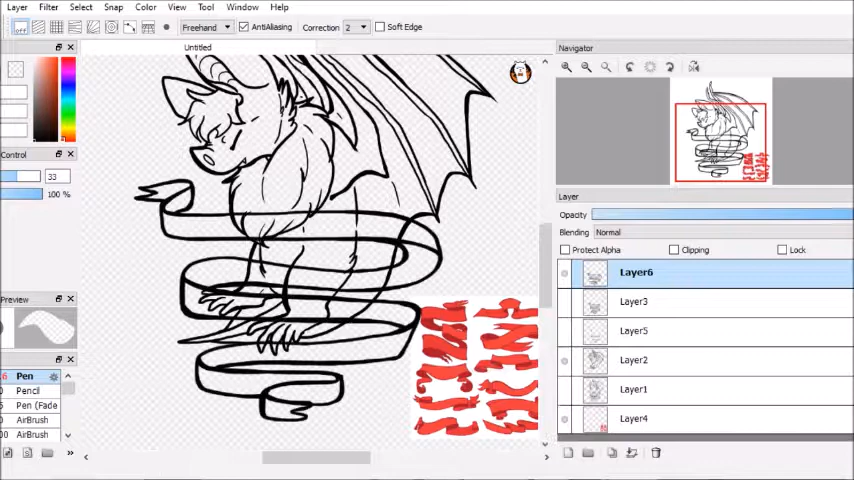 Layer Filter Select Snap Color View Tool Window Help
off Freehand AntiAliasing Correction 2 Soft Edge
Untitled
Navigator
Control
33
100 %
Layer
Opacity
Blending Normal
Protect Alpha Clipping Lock
Layer6
Layer3
Layer5
Layer2
Layer1
Layer4
Preview
Pen
Pencil
Pen (Fade
AirBrush
AirBrush